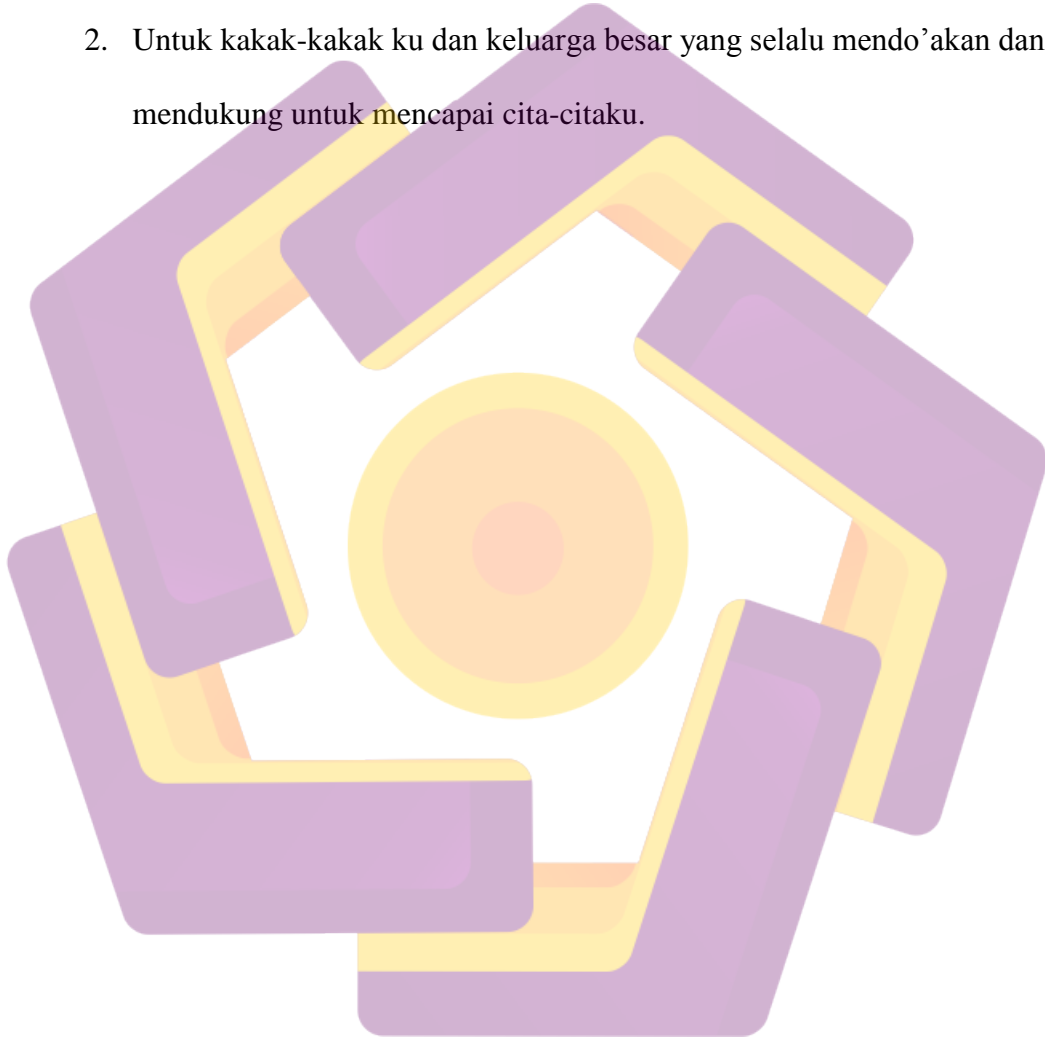 2. Untuk kakak-kakak ku dan keluarga besar yang selalu mendo’akan dan
mendukung untuk mencapai cita-citaku.